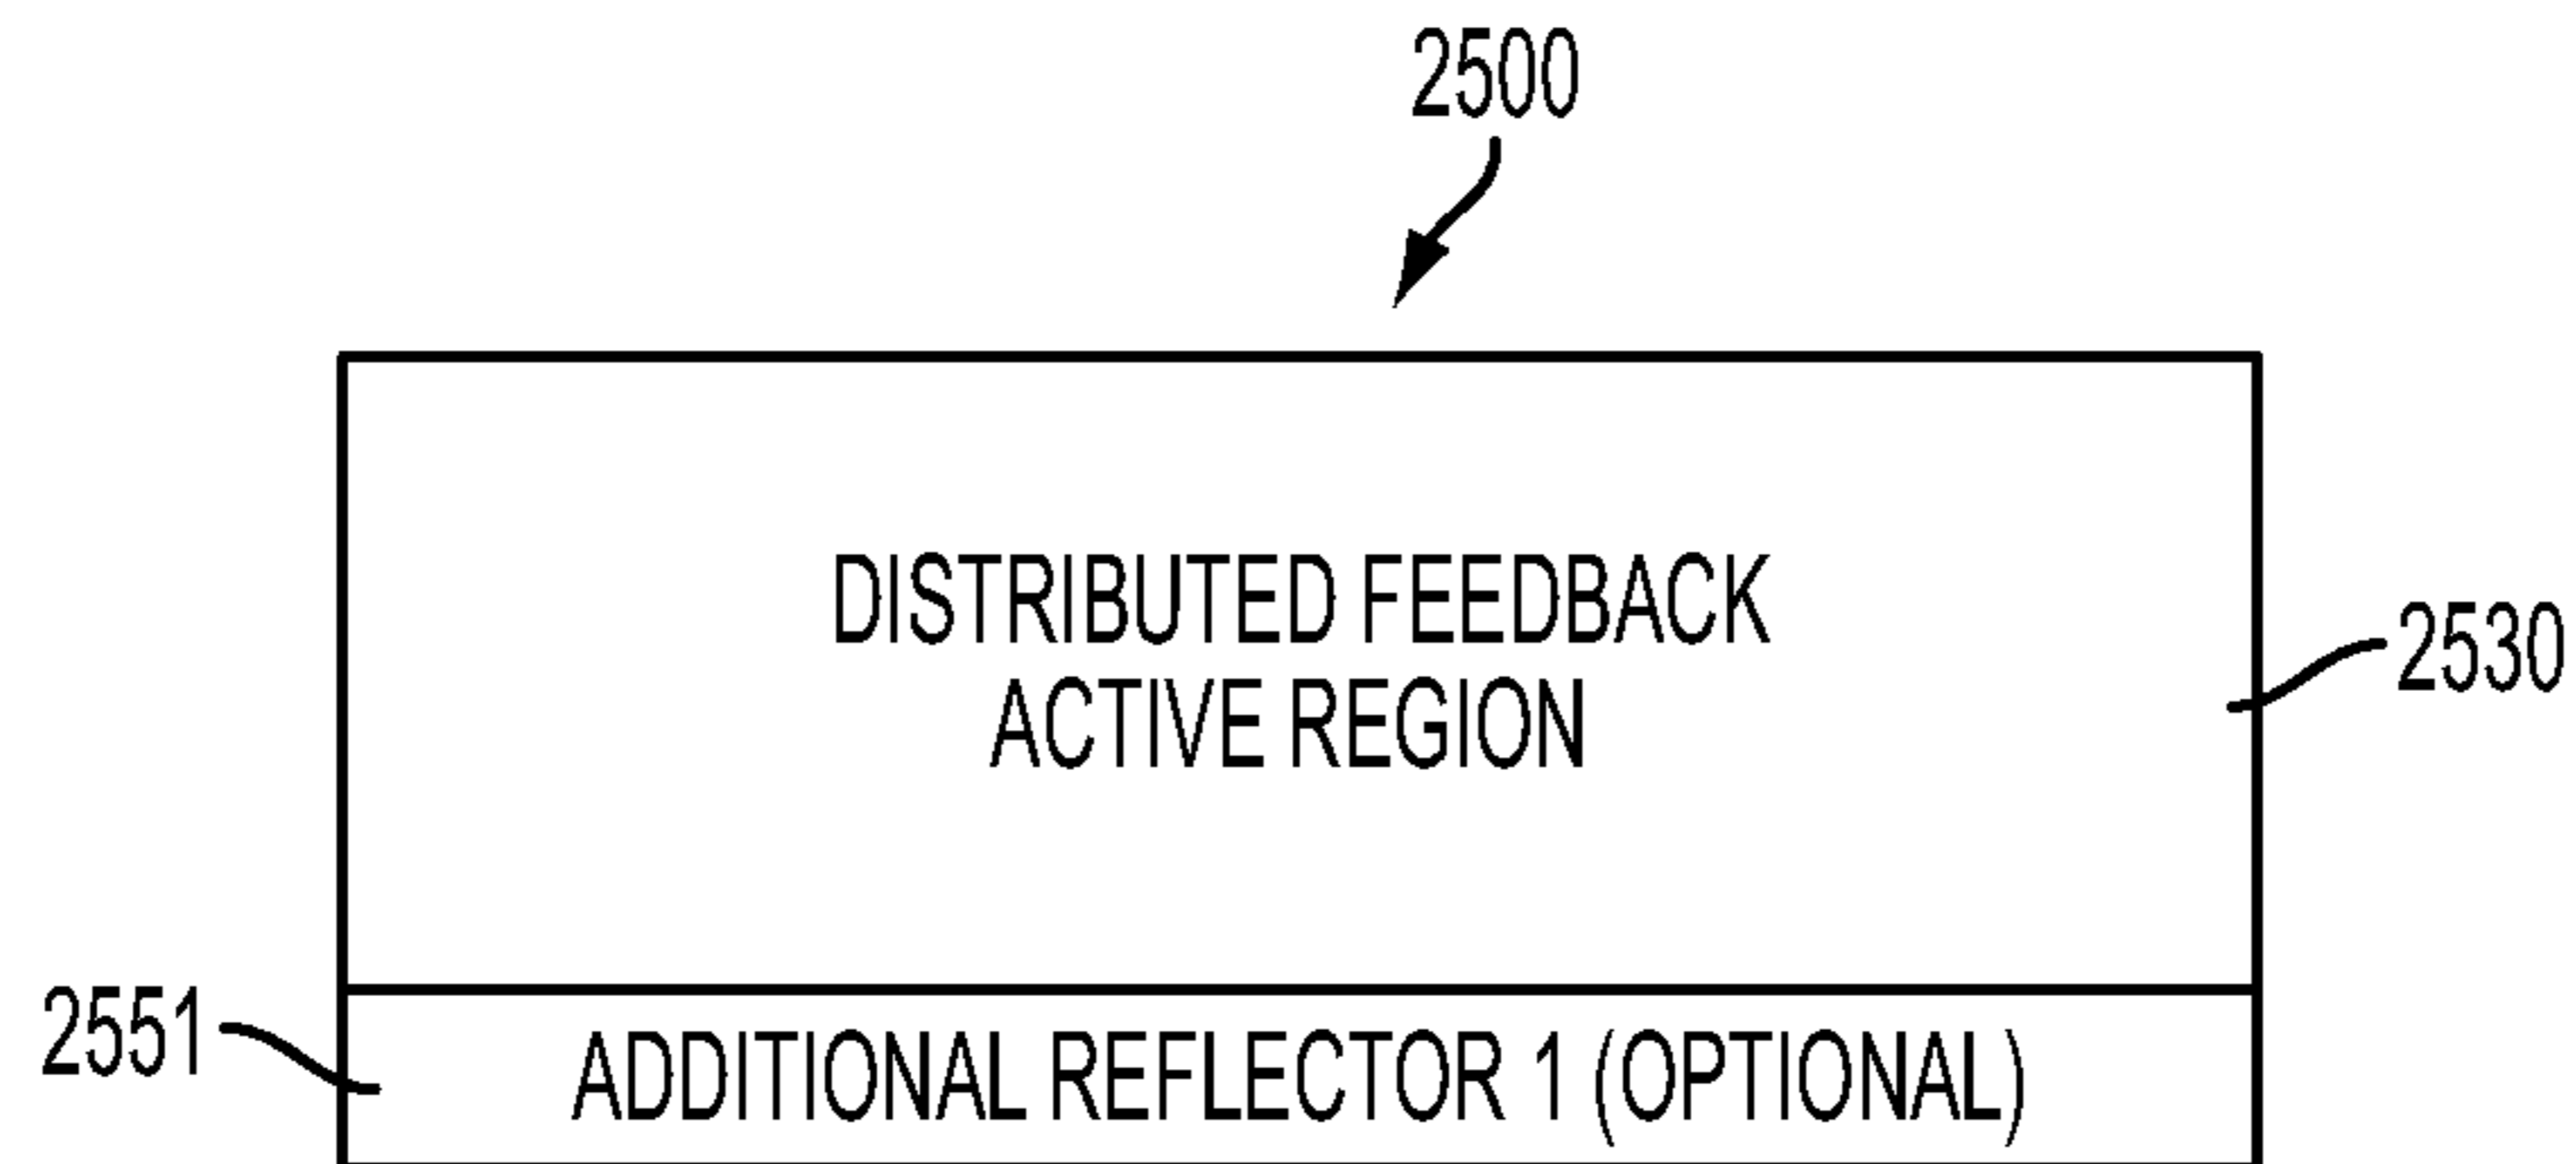 2500
DISTRIBUTED FEEDBACK
ACTIVE REGION
2530
2551
ADDITIONAL REFLECTOR 1 (OPTIONAL)